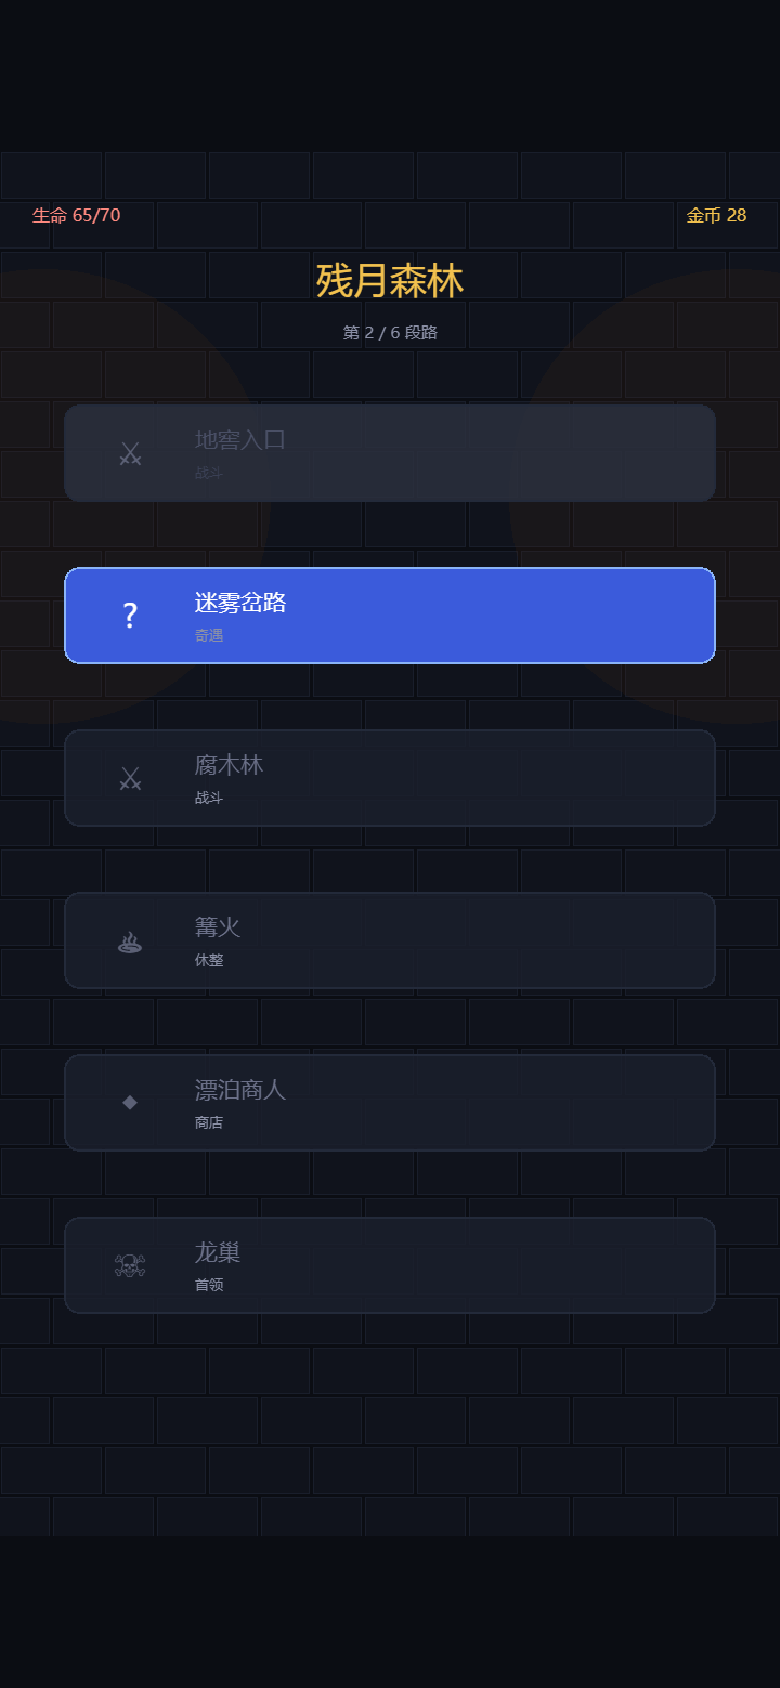 生命 65/70
金币 28
残月森林
第 2 / 6 段路
地窖入口
战斗
?
迷雾岔路
奇遇
腐木林
战斗
篝火
休整
漂泊商人
商店
龙巢
首领